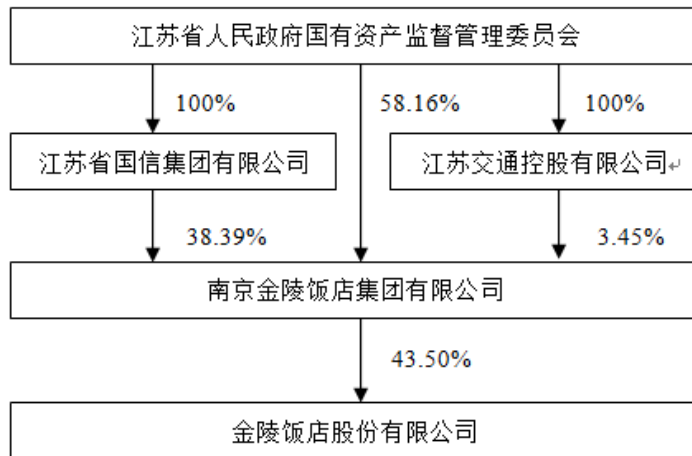 江苏省人民政府国有资产监督管理委员会
100%
58.16%
100%
江苏省国信集团有限公司
江苏交通控股有限公司↵
38.39%
3.45%
南京金陵饭店集团有限公司
43.50%
金陵饭店股份有限公司